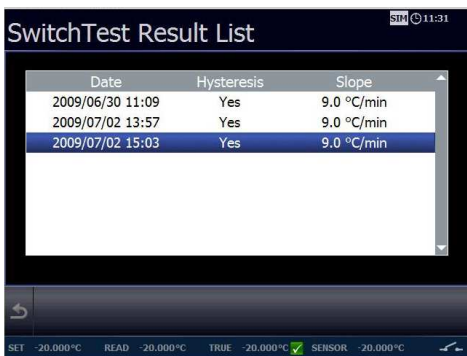 SIM 11:31
SwitchTest Result List
Date Hysteresis Slope
2009/06/30 11:09 Yes 9.0 °C/min
2009/07/02 13:57 Yes 9.0 °C/min
2009/07/02 15:03 Yes 9.0 °C/min
SET -20.000°C READ -20.000°C TRUE -20.000°C SENSOR -20.000°C